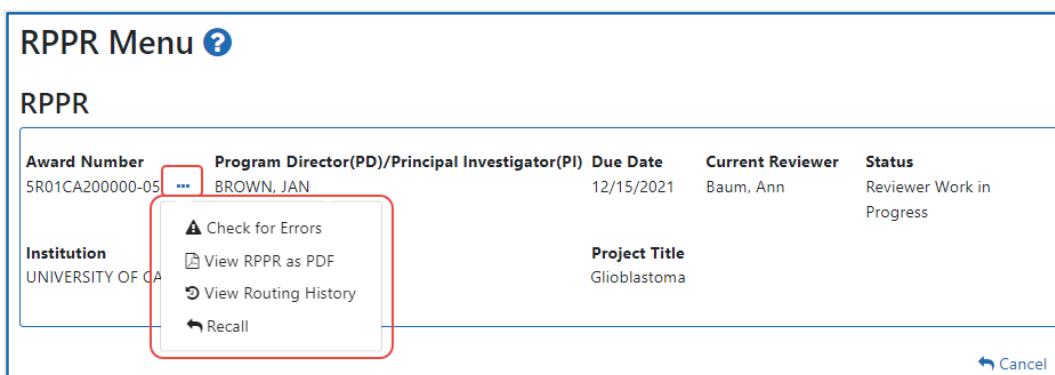 RPPR Menu ?
RPPR
Award Number Program Director(PD)/Principal Investigator(PI) Due Date Current Reviewer Status
5R01CA200000-05 ... BROWN, JAN 12/15/2021 Baum, Ann Reviewer Work in
Progress
Check for Errors
View RPPR as PDF
View Routing History
Recall
Institution Project Title
UNIVERSITY OF Glioblastoma
Cancel